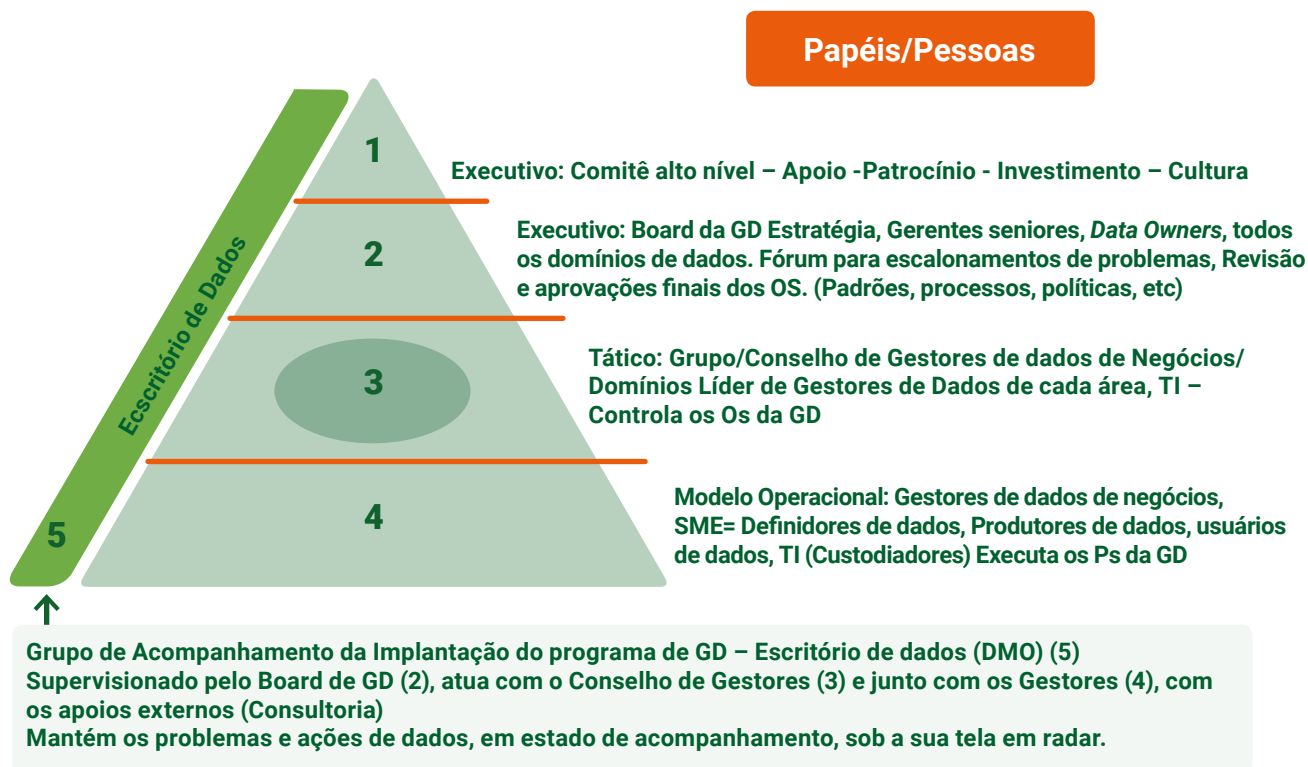 Papéis/Pessoas
1
Executivo: Comitê alto nível – Apoio -Patrocínio - Investimento – Cultura
2
Executivo: Board da GD Estratégia, Gerentes seniores, Data Owners, todos
os domínios de dados. Fórum para escalonamentos de problemas, Revisão
e aprovações finais dos OS. (Padrões, processos, políticas, etc)
Ecscritório de Dados
3
Tático: Grupo/Conselho de Gestores de dados de Negócios/
Domínios Líder de Gestores de Dados de cada área, TI –
Controla os Os da GD
4
Modelo Operacional: Gestores de dados de negócios,
SME= Definidores de dados, Produtores de dados, usuários
de dados, TI (Custodiadores) Executa os Ps da GD
5
Grupo de Acompanhamento da Implantação do programa de GD – Escritório de dados (DMO) (5)
Supervisionado pelo Board de GD (2), atua com o Conselho de Gestores (3) e junto com os Gestores (4), com
os apoios externos (Consultoria)
Mantém os problemas e ações de dados, em estado de acompanhamento, sob a sua tela em radar.